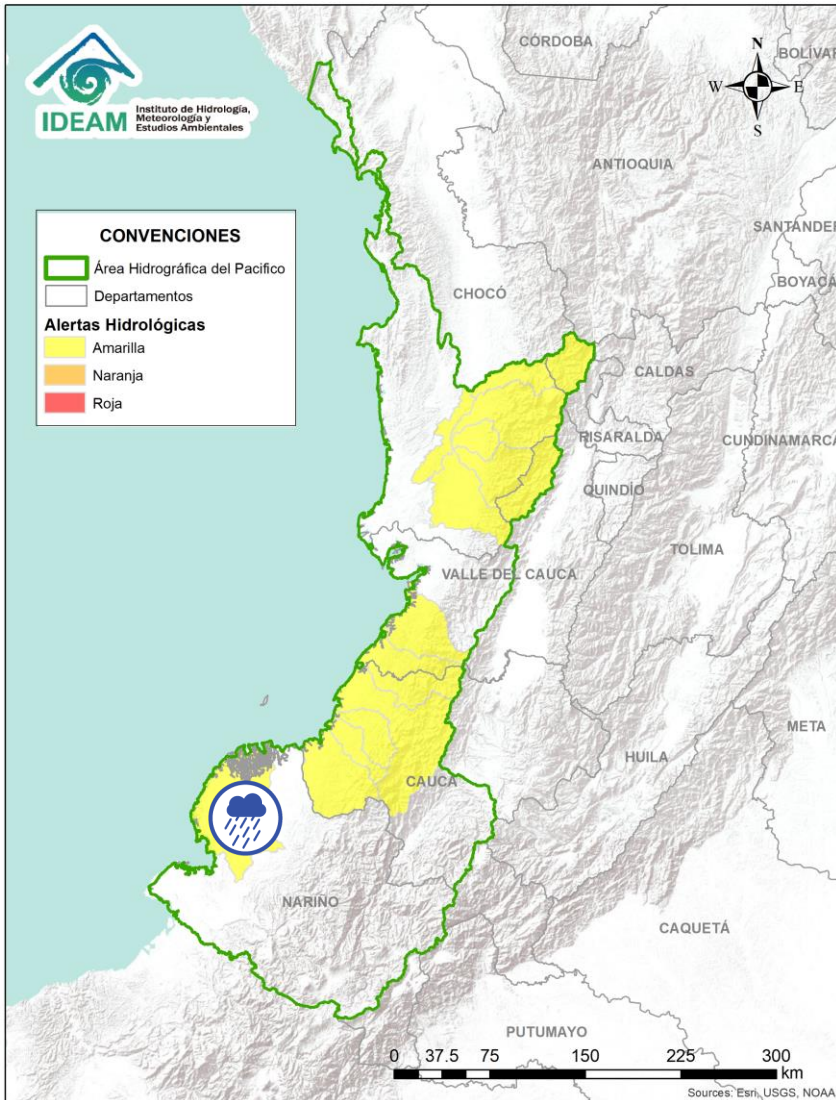 IDEAM
Instituto de Hidrología,
Meteorología y
Estudios Ambientales
CONVENCIONES
Área Hidrográfica del Pacifico
Departamentos
Alertas Hidrológicas
Amarilla
Naranja
Roja
N
W E
S
CÓRDOBA
BOLÍVAR
ANTIOQUIA
SANTANDER
BOYACÁ
CHOCÓ
CALDAS
RISARALDA
CUNDINAMARCA
QUINDÍO
TOLIMA
VALLE DEL CAUCA
META
HUILA
CAUCA
NARIÑO
CAQUETÁ
PUTUMAYO
0 37.5 75 150 225 300
km
Sources: Esri, USGS, NOAA